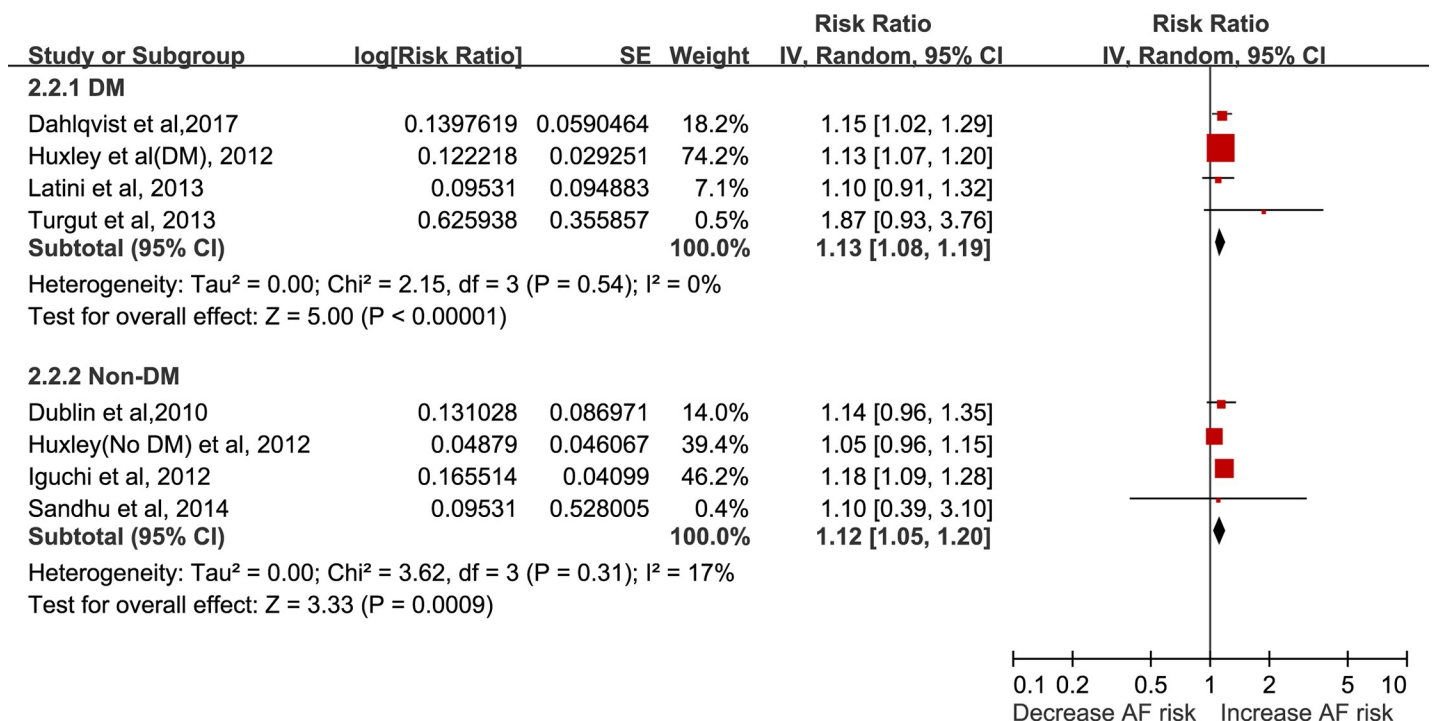 Risk Ratio Risk Ratio
Study or Subgroup log[Risk Ratio] SE Weight IV, Random, 95% CI IV, Random, 95% CI
2.2.1 DM
Dahlqvist et al,2017 0.1397619 0.0590464 18.2% 1.15 [1.02, 1.29]
Huxley et al(DM), 2012 0.122218 0.029251 74.2% 1.13 [1.07, 1.20]
Latini et al, 2013 0.09531 0.094883 7.1% 1.10 [0.91, 1.32]
Turgut et al, 2013 0.625938 0.355857 0.5% 1.87 [0.93, 3.76]
Subtotal (95% CI) 100.0% 1.13 [1.08, 1.19]
Heterogeneity: Tau² = 0.00; Chi² = 2.15, df = 3 (P = 0.54); I² = 0%
Test for overall effect: Z = 5.00 (P < 0.00001)
2.2.2 Non-DM
Dublin et al,2010 0.131028 0.086971 14.0% 1.14 [0.96, 1.35]
Huxley(No DM) et al, 2012 0.04879 0.046067 39.4% 1.05 [0.96, 1.15]
Iguchi et al, 2012 0.165514 0.04099 46.2% 1.18 [1.09, 1.28]
Sandhu et al, 2014 0.09531 0.528005 0.4% 1.10 [0.39, 3.10]
Subtotal (95% CI) 100.0% 1.12 [1.05, 1.20]
Heterogeneity: Tau² = 0.00; Chi² = 3.62, df = 3 (P = 0.31); I² = 17%
Test for overall effect: Z = 3.33 (P = 0.0009)
0.1 0.2 0.5 1 2 5 10
Decrease AF risk Increase AF risk